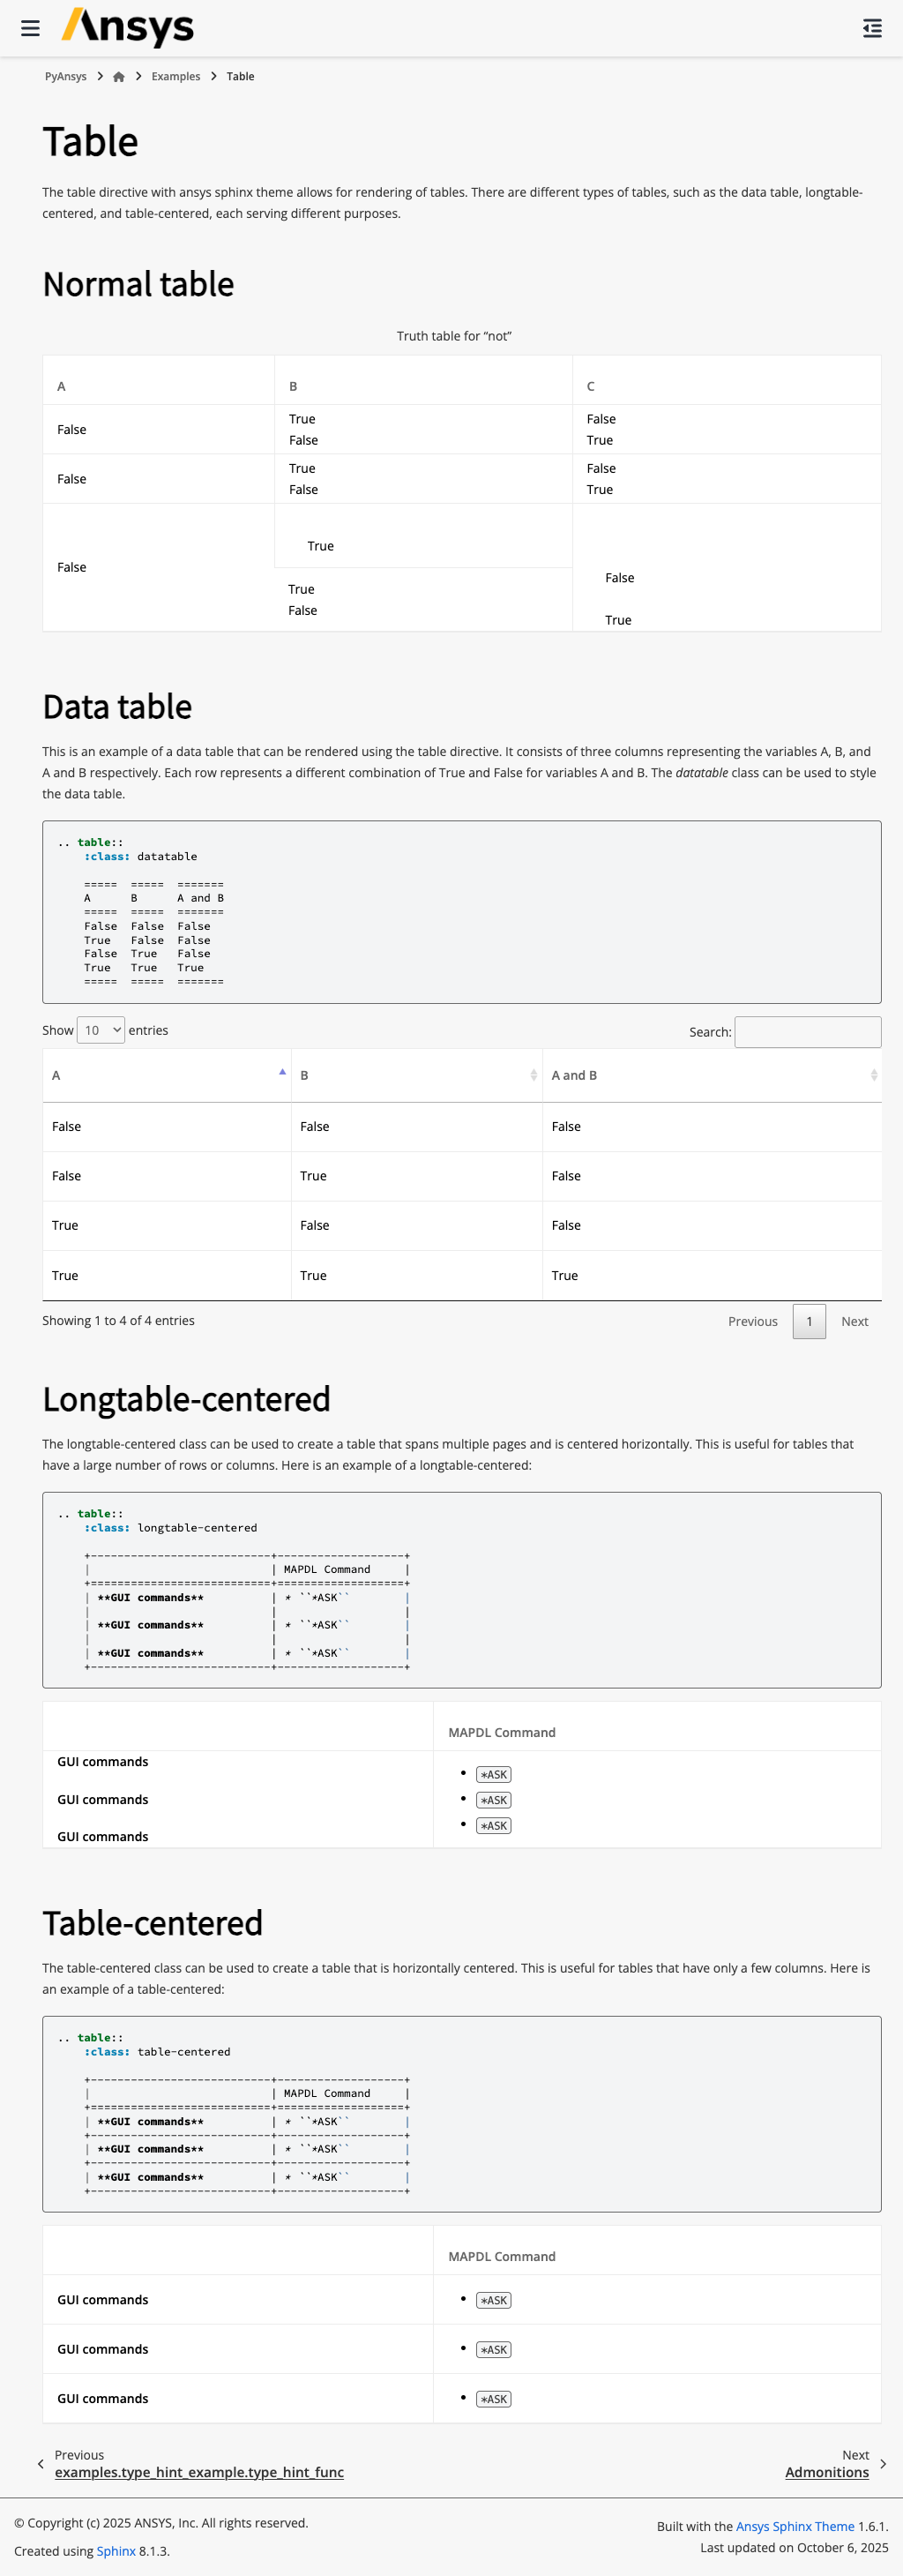 Ansys
PyAnsys > > Examples > Table
Table
The table directive with ansys sphinx theme allows for rendering of tables. There are different types of tables, such as the data table, longtable-
centered, and table-centered, each serving different purposes.
Normal table
Truth table for “not”
A B C
False True False
False True
False True False
False True
True
False False
True
False True
Data table
This is an example of a data table that can be rendered using the table directive. It consists of three columns representing the variables A, B, and
A and B respectively. Each row represents a different combination of True and False for variables A and B. The datatable class can be used to style
the data table.
.. table::
    :class: datatable

    =====  =====  =======
    A      B      A and B
    =====  =====  =======
    False  False  False
    True   False  False
    False  True   False
    True   True   True
    =====  =====  =======
Show 10 entries Search:
A B A and B
False False False
False True False
True False False
True True True
Showing 1 to 4 of 4 entries Previous 1 Next
Longtable-centered
The longtable-centered class can be used to create a table that spans multiple pages and is centered horizontally. This is useful for tables that
have a large number of rows or columns. Here is an example of a longtable-centered:
.. table::
    :class: longtable-centered

    +---------------------------+-------------------+
    |                           | MAPDL Command     |
    +===========================+===================+
    | **GUI commands**          | * ``*ASK``        |
    |                           |                   |
    | **GUI commands**          | * ``*ASK``        |
    |                           |                   |
    | **GUI commands**          | * ``*ASK``        |
    +---------------------------+-------------------+
MAPDL Command
GUI commands • *ASK
GUI commands • *ASK
GUI commands • *ASK
Table-centered
The table-centered class can be used to create a table that is horizontally centered. This is useful for tables that have only a few columns. Here is
an example of a table-centered:
.. table::
    :class: table-centered

    +---------------------------+-------------------+
    |                           | MAPDL Command     |
    +===========================+===================+
    | **GUI commands**          | * ``*ASK``        |
    +---------------------------+-------------------+
    | **GUI commands**          | * ``*ASK``        |
    +---------------------------+-------------------+
    | **GUI commands**          | * ``*ASK``        |
    +---------------------------+-------------------+
MAPDL Command
GUI commands • *ASK
GUI commands • *ASK
GUI commands • *ASK
Previous Next
examples.type_hint_example.type_hint_func Admonitions
© Copyright (c) 2025 ANSYS, Inc. All rights reserved.
Created using Sphinx 8.1.3.
Built with the Ansys Sphinx Theme 1.6.1.
Last updated on October 6, 2025